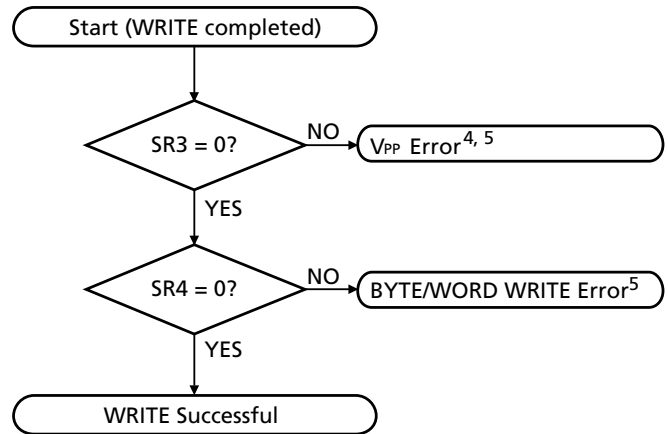 Start (WRITE completed)
SR3 = 0?
NO
VPP Error4, 5
YES
SR4 = 0?
NO
BYTE/WORD WRITE Error5
YES
WRITE Successful